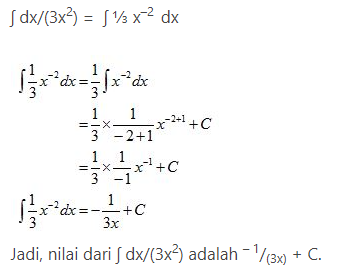 ∫ dx/(3x²) = ∫ ⅓ x⁻² dx
∫ 1/3 x⁻² dx = 1/3 ∫ x⁻² dx
= 1/3 × 1/(−2+1) x⁻²⁺¹ + C
= 1/3 × 1/−1 x⁻¹ + C
∫ 1/3 x⁻² dx = − 1/3x + C
Jadi, nilai dari ∫ dx/(3x²) adalah ⁻¹/₍₃ₓ₎ + C.